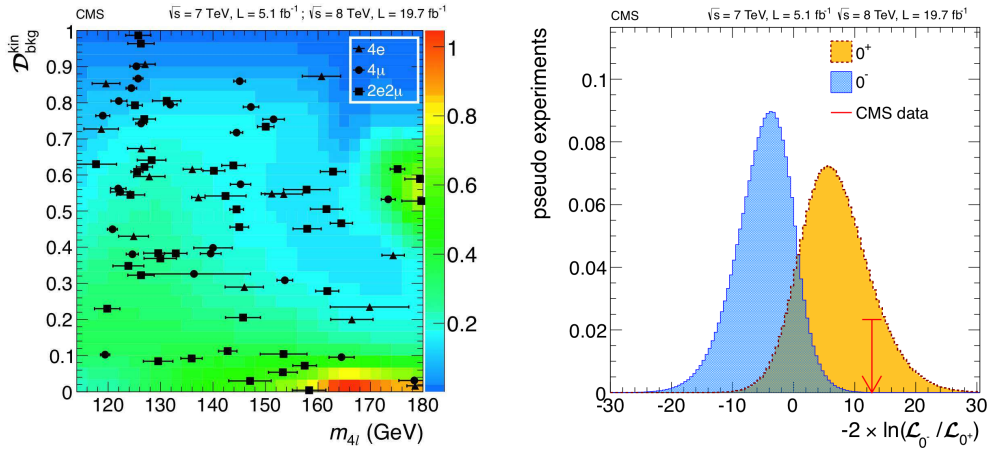 CMS √s = 7 TeV, L = 5.1 fb⁻¹ ; √s = 8 TeV, L = 19.7 fb⁻¹
𝒟^kin_bkg
1
0.9
0.8
0.7
0.6
0.5
0.4
0.3
0.2
0.1
0
4e
4μ
2e2μ
1
0.8
0.6
0.4
0.2
120 130 140 150 160 170 180
m₄ₗ (GeV)
CMS √s = 7 TeV, L = 5.1 fb⁻¹ √s = 8 TeV, L = 19.7 fb⁻¹
pseudo experiments
0.1
0.08
0.06
0.04
0.02
0
0⁺
0⁻
CMS data
-30 -20 -10 0 10 20 30
-2 × ln(ℒ₀⁻ /ℒ₀⁺)